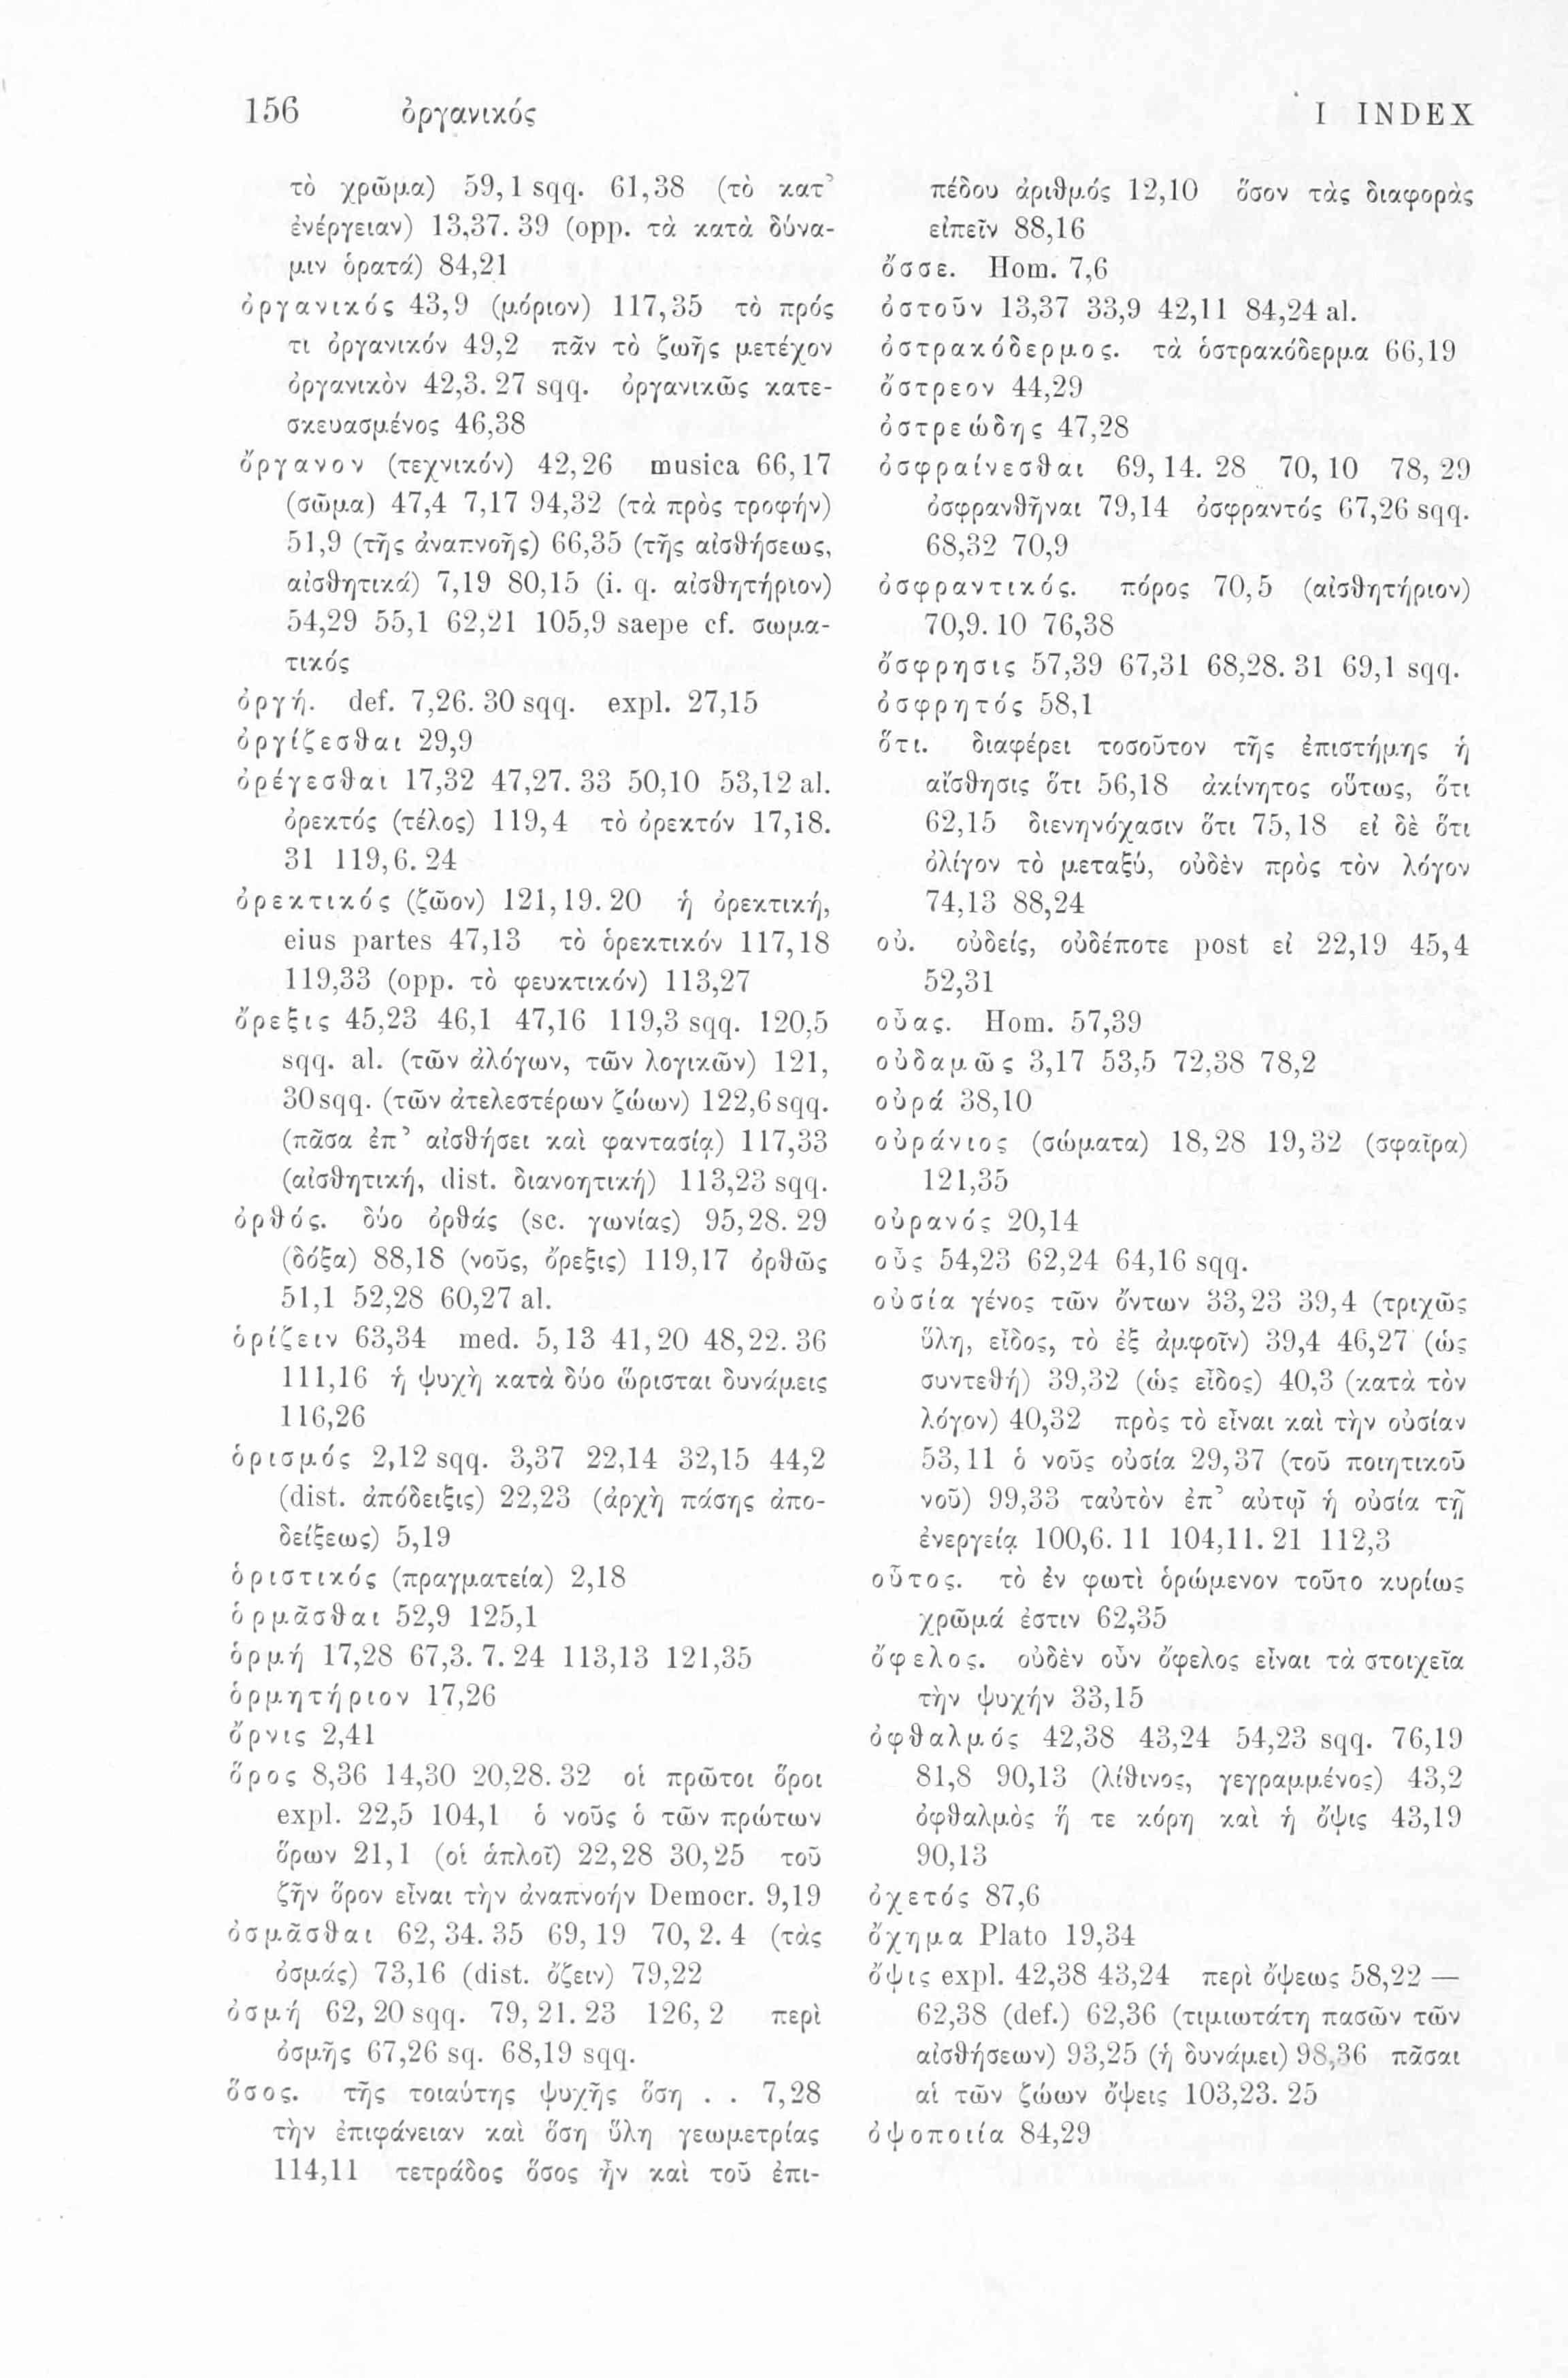 156 ὀργανικός I INDEX
τὸ χρῶμα) 59,1 sqq. 61,38 (τὸ κατ’
ἐνέργειαν) 13,37. 39 (opp. τὰ κατὰ δύνα-
μιν ὁρατά) 84,21
ὀργανικός 43,9 (μόριον) 117,35 τὸ πρός
τι ὀργανικόν 49,2 πᾶν τὸ ζωῆς μετέχον
ὀργανικὸν 42,3. 27 sqq. ὀργανικῶς κατε-
σκευασμένος 46,38
ὄργανον (τεχνικόν) 42,26 musica 66,17
(σῶμα) 47,4 7,17 94,32 (τὰ πρὸς τροφήν)
51,9 (τῆς ἀναπνοῆς) 66,35 (τῆς αἰσθήσεως,
αἰσθητικά) 7,19 80,15 (i. q. αἰσθητήριον)
54,29 55,1 62,21 105,9 saepe cf. σωμα-
τικός
ὀργή. def. 7,26. 30 sqq. expl. 27,15
ὀργίζεσθαι 29,9
ὀρέγεσθαι 17,32 47,27. 33 50,10 53,12 al.
ὀρεκτός (τέλος) 119,4 τὸ ὀρεκτόν 17,18.
31 119,6. 24
ὀρεκτικός (ζῶον) 121,19. 20 ἡ ὀρεκτική,
eius partes 47,13 τὸ ὀρεκτικόν 117,18
119,33 (opp. τὸ φευκτικόν) 113,27
ὄρεξις 45,23 46,1 47,16 119,3 sqq. 120,5
sqq. al. (τῶν ἀλόγων, τῶν λογικῶν) 121,
30 sqq. (τῶν ἀτελεστέρων ζώων) 122,6 sqq.
(πᾶσα ἐπ’ αἰσθήσει καὶ φαντασίᾳ) 117,33
(αἰσθητική, dist. διανοητική) 113,23 sqq.
ὀρθός. δύο ὀρθάς (sc. γωνίας) 95,28. 29
(δόξα) 88,18 (νοῦς, ὄρεξις) 119,17 ὀρθῶς
51,1 52,28 60,27 al.
ὁρίζειν 63,34 med. 5,13 41,20 48,22. 36
111,16 ἡ ψυχὴ κατὰ δύο ὥρισται δυνάμεις
116,26
ὁρισμός 2,12 sqq. 3,37 22,14 32,15 44,2
(dist. ἀπόδειξις) 22,23 (ἀρχὴ πάσης ἀπο-
δείξεως) 5,19
ὁριστικός (πραγματεία) 2,18
ὁρμᾶσθαι 52,9 125,1
ὁρμή 17,28 67,3. 7. 24 113,13 121,35
ὁρμητήριον 17,26
ὄρνις 2,41
ὅρος 8,36 14,30 20,28. 32 οἱ πρῶτοι ὅροι
expl. 22,5 104,1 ὁ νοῦς ὁ τῶν πρώτων
ὅρων 21,1 (οἱ ἁπλοῖ) 22,28 30,25 τοῦ
ζῆν ὅρον εἶναι τὴν ἀναπνοήν Democr. 9,19
ὀσμᾶσθαι 62,34. 35 69,19 70,2. 4 (τὰς
ὀσμάς) 73,16 (dist. ὄζειν) 79,22
ὀσμή 62,20 sqq. 79,21. 23 126,2 περὶ
ὀσμῆς 67,26 sq. 68,19 sqq.
ὅσος. τῆς τοιαύτης ψυχῆς ὅση . . 7,28
τὴν ἐπιφάνειαν καὶ ὅση ὕλη γεωμετρίας
114,11 τετράδος ὅσος ἦν καὶ τοῦ ἐπι-
πέδου ἀριθμός 12,10 ὅσον τὰς διαφορὰς
εἰπεῖν 88,16
ὄσσε. Hom. 7,6
ὀστοῦν 13,37 33,9 42,11 84,24 al.
ὀστρακόδερμος. τὰ ὀστρακόδερμα 66,19
ὄστρεον 44,29
ὀστρεώδης 47,28
ὀσφραίνεσθαι 69,14. 28 70,10 78,29
ὀσφρανθῆναι 79,14 ὀσφραντός 67,26 sqq.
68,32 70,9
ὀσφραντικός. πόρος 70,5 (αἰσθητήριον)
70,9. 10 76,38
ὄσφρησις 57,39 67,31 68,28. 31 69,1 sqq.
ὀσφρητός 58,1
ὅτι. διαφέρει τοσοῦτον τῆς ἐπιστήμης ἡ
αἴσθησις ὅτι 56,18 ἀκίνητος οὕτως, ὅτι
62,15 διενηνόχασιν ὅτι 75,18 εἰ δὲ ὅτι
ὀλίγον τὸ μεταξύ, οὐδὲν πρὸς τὸν λόγον
74,13 88,24
οὐ. οὐδείς, οὐδέποτε post εἰ 22,19 45,4
52,31
οὖας. Hom. 57,39
οὐδαμῶς 3,17 53,5 72,38 78,2
οὐρά 38,10
οὐράνιος (σώματα) 18,28 19,32 (σφαῖρα)
121,35
οὐρανός 20,14
οὖς 54,23 62,24 64,16 sqq.
οὐσία γένος τῶν ὄντων 33,23 39,4 (τριχῶς
ὕλη, εἶδος, τὸ ἐξ ἀμφοῖν) 39,4 46,27 (ὡς
συντεθή) 39,32 (ὡς εἶδος) 40,3 (κατὰ τὸν
λόγον) 40,32 πρὸς τὸ εἶναι καὶ τὴν οὐσίαν
53,11 ὁ νοῦς οὐσία 29,37 (τοῦ ποιητικοῦ
νοῦ) 99,33 ταὐτὸν ἐπ’ αὐτῷ ἡ οὐσία τῇ
ἐνεργείᾳ 100,6. 11 104,11. 21 112,3
οὗτος. τὸ ἐν φωτὶ ὁρώμενον τοῦτο κυρίως
χρῶμά ἐστιν 62,35
ὄφελος. οὐδὲν οὖν ὄφελος εἶναι τὰ στοιχεῖα
τὴν ψυχήν 33,15
ὀφθαλμός 42,38 43,24 54,23 sqq. 76,19
81,8 90,13 (λίθινος, γεγραμμένος) 43,2
ὀφθαλμὸς ἥ τε κόρη καὶ ἡ ὄψις 43,19
90,13
ὀχετός 87,6
ὄχημα Plato 19,34
ὄψις expl. 42,38 43,24 περὶ ὄψεως 58,22 —
62,38 (def.) 62,36 (τιμιωτάτη πασῶν τῶν
αἰσθήσεων) 93,25 (ἡ δυνάμει) 98,36 πᾶσαι
αἱ τῶν ζώων ὄψεις 103,23. 25
ὀψοποιία 84,29